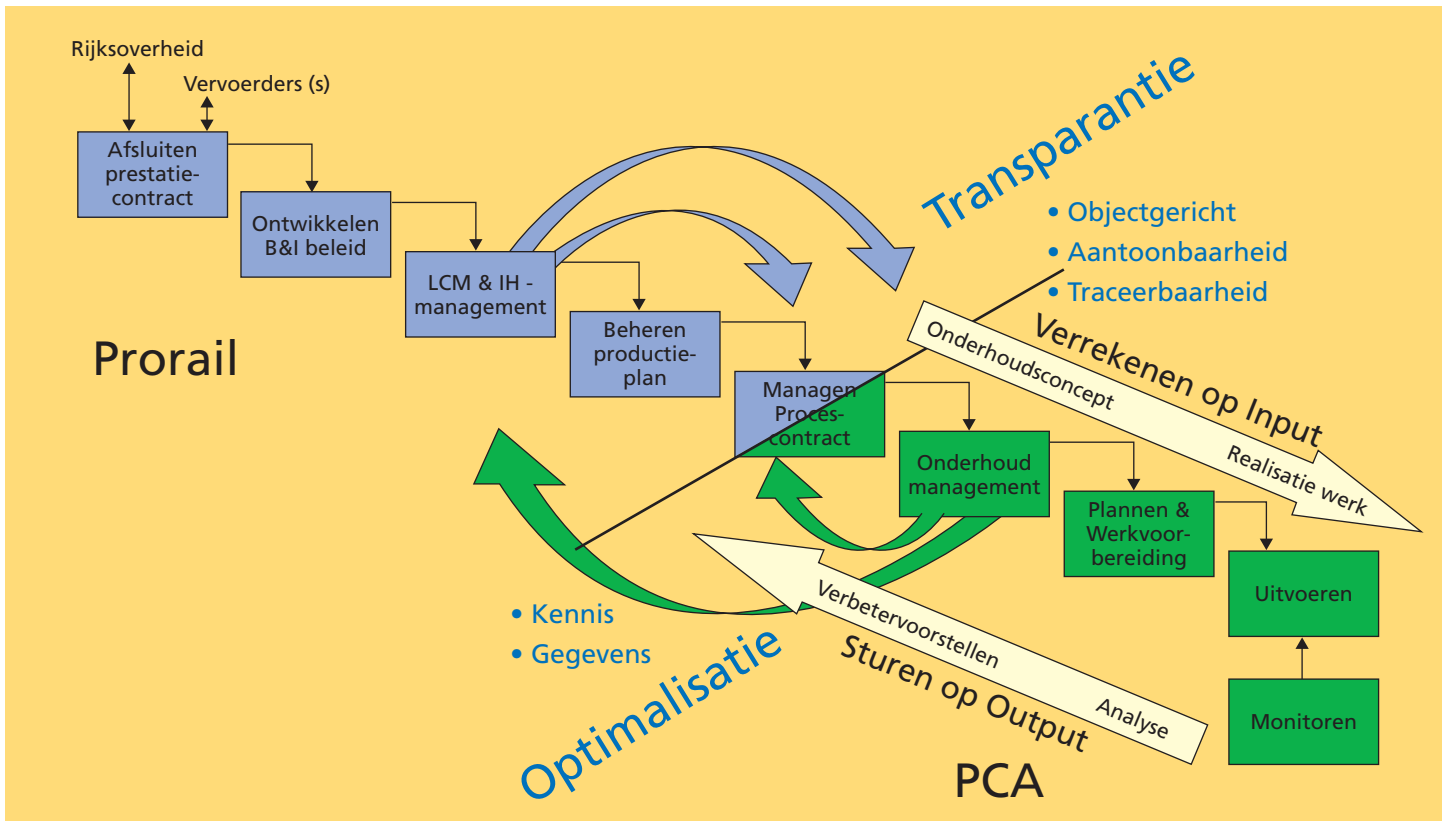 Rijksoverheid
Vervoerders (s)
Afsluiten
prestatie-
contract
Ontwikkelen
B&I beleid
LCM & IH -
management
Beheren
productie-
plan
Managen
Proces-
contract
Onderhoud
management
Plannen &
Werkvoor-
bereiding
Uitvoeren
Monitoren
Prorail
Transparantie
• Objectgericht
• Aantoonbaarheid
• Traceerbaarheid
Verrekenen op Input
Onderhoudsconcept
Realisatie werk
• Kennis
• Gegevens
Optimalisatie
Verbetervoorstellen
Analyse
Sturen op Output
PCA